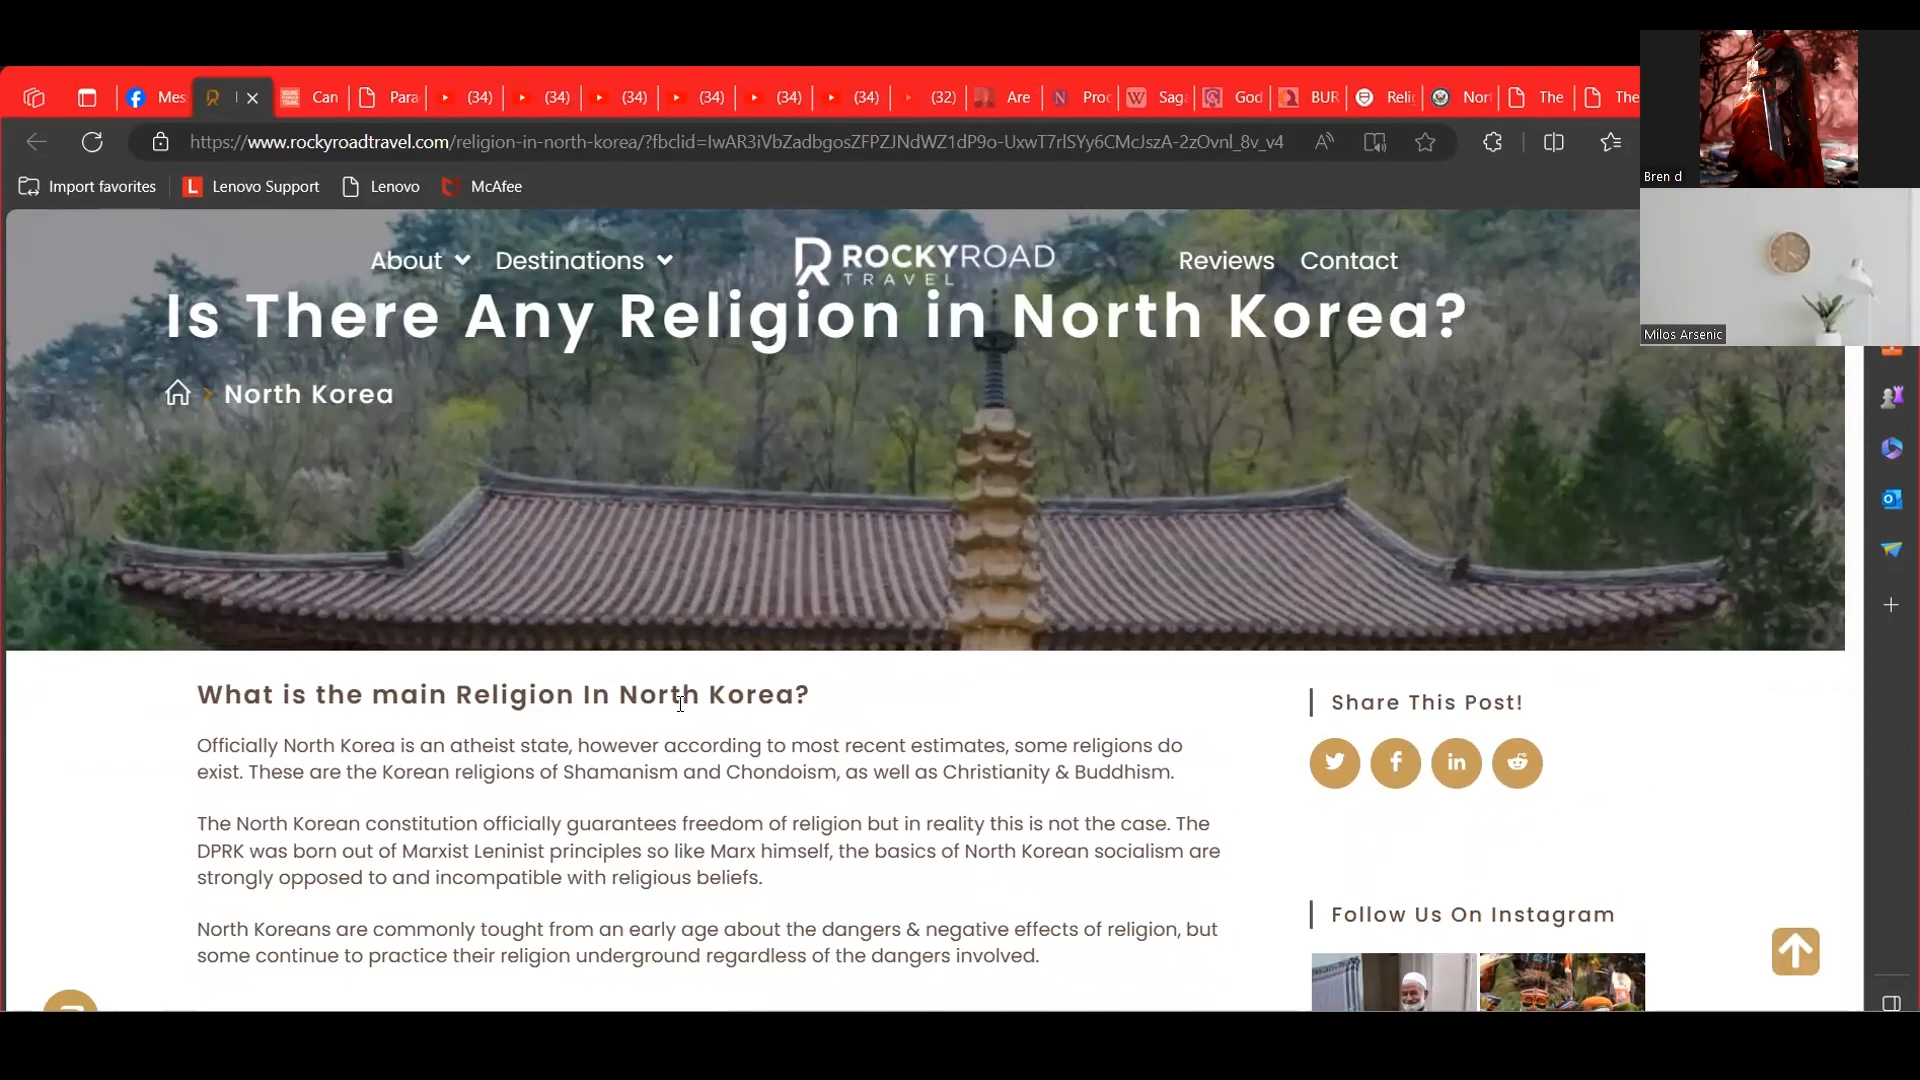 Mes
Can
Para
(34)
(34)
(34)
(34)
(34)
(34)
(32)
Are
Proc
Saga
God
BUR
Relig
Nort
The
The
https://www.rockyroadtravel.com/religion-in-north-korea/?fbclid=IwAR3iVbZadbgosZFPZJNdWZ1dP9o-UxwT7rlSYy6CMcJszA-2zOvnl_8v_v4
Import favorites
Lenovo Support
Lenovo
McAfee
Bren d
Milos Arsenic
About
Destinations
ROCKYROAD
TRAVEL
Reviews
Contact
Is There Any Religion in North Korea?
North Korea
What is the main Religion In North Korea?
Officially North Korea is an atheist state, however according to most recent estimates, some religions do
exist. These are the Korean religions of Shamanism and Chondoism, as well as Christianity & Buddhism.
The North Korean constitution officially guarantees freedom of religion but in reality this is not the case. The
DPRK was born out of Marxist Leninist principles so like Marx himself, the basics of North Korean socialism are
strongly opposed to and incompatible with religious beliefs.
North Koreans are commonly tought from an early age about the dangers & negative effects of religion, but
some continue to practice their religion underground regardless of the dangers involved.
Share This Post!
Follow Us On Instagram